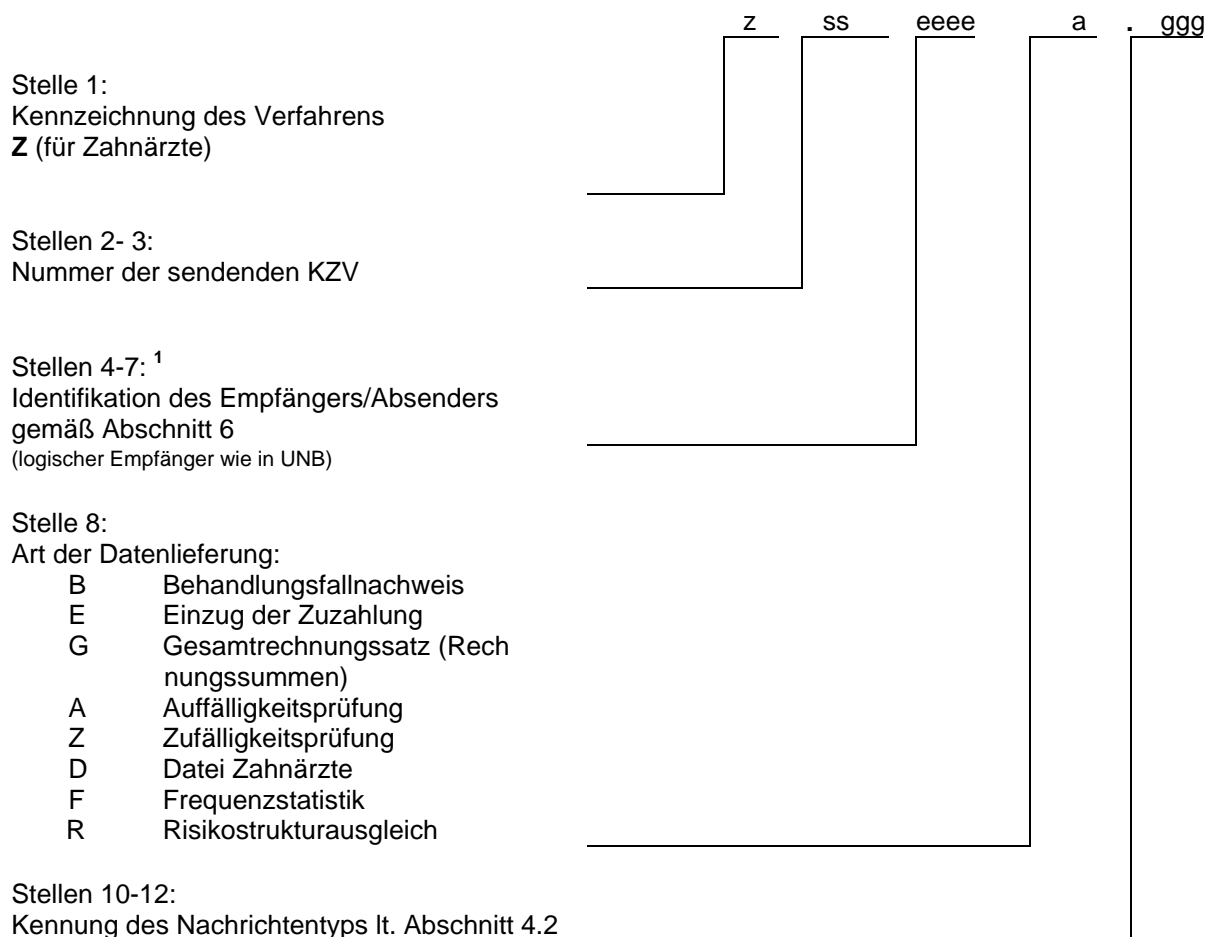 z ss eeee a . ggg
Stelle 1:
Kennzeichnung des Verfahrens
Z (für Zahnärzte)
Stellen 2- 3:
Nummer der sendenden KZV
Stellen 4-7: 1
Identifikation des Empfängers/Absenders
gemäß Abschnitt 6
(logischer Empfänger wie in UNB)
Stelle 8:
Art der Datenlieferung:
B Behandlungsfallnachweis
E Einzug der Zuzahlung
G Gesamtrechnungssatz (Rech
nungssummen)
A Auffälligkeitsprüfung
Z Zufälligkeitsprüfung
D Datei Zahnärzte
F Frequenzstatistik
R Risikostrukturausgleich
Stellen 10-12:
Kennung des Nachrichtentyps lt. Abschnitt 4.2